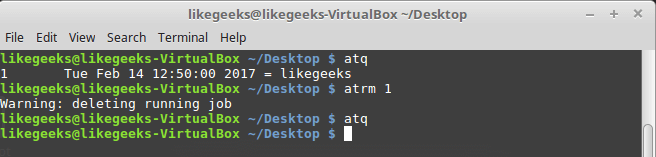 likegeeks@likegeeks-VirtualBox ~/Desktop
File Edit View Search Terminal Help
likegeeks@likegeeks-VirtualBox ~/Desktop $ atq
1       Tue Feb 14 12:50:00 2017 = likegeeks
likegeeks@likegeeks-VirtualBox ~/Desktop $ atrm 1
Warning: deleting running job
likegeeks@likegeeks-VirtualBox ~/Desktop $ atq
likegeeks@likegeeks-VirtualBox ~/Desktop $